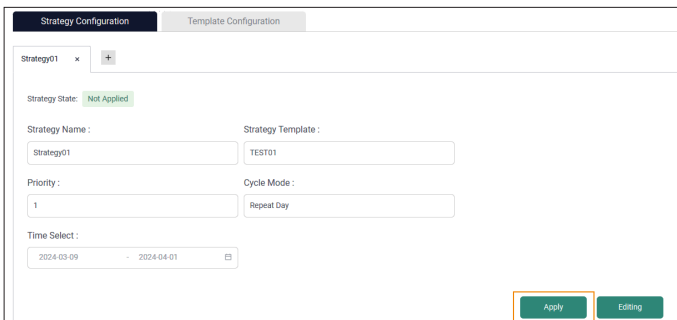 Strategy Configuration Template Configuration
Strategy01 × +
Strategy State: Not Applied
Strategy Name : Strategy Template :
Strategy01 TEST01
Priority : Cycle Mode :
1 Repeat Day
Time Select :
2024-03-09 - 2024-04-01
Apply Editing